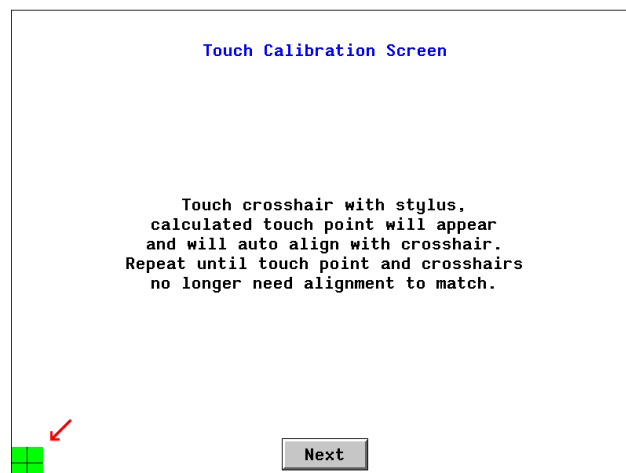 Touch Calibration Screen
Touch crosshair with stylus,
calculated touch point will appear
and will auto align with crosshair.
Repeat until touch point and crosshairs
no longer need alignment to match.
Next